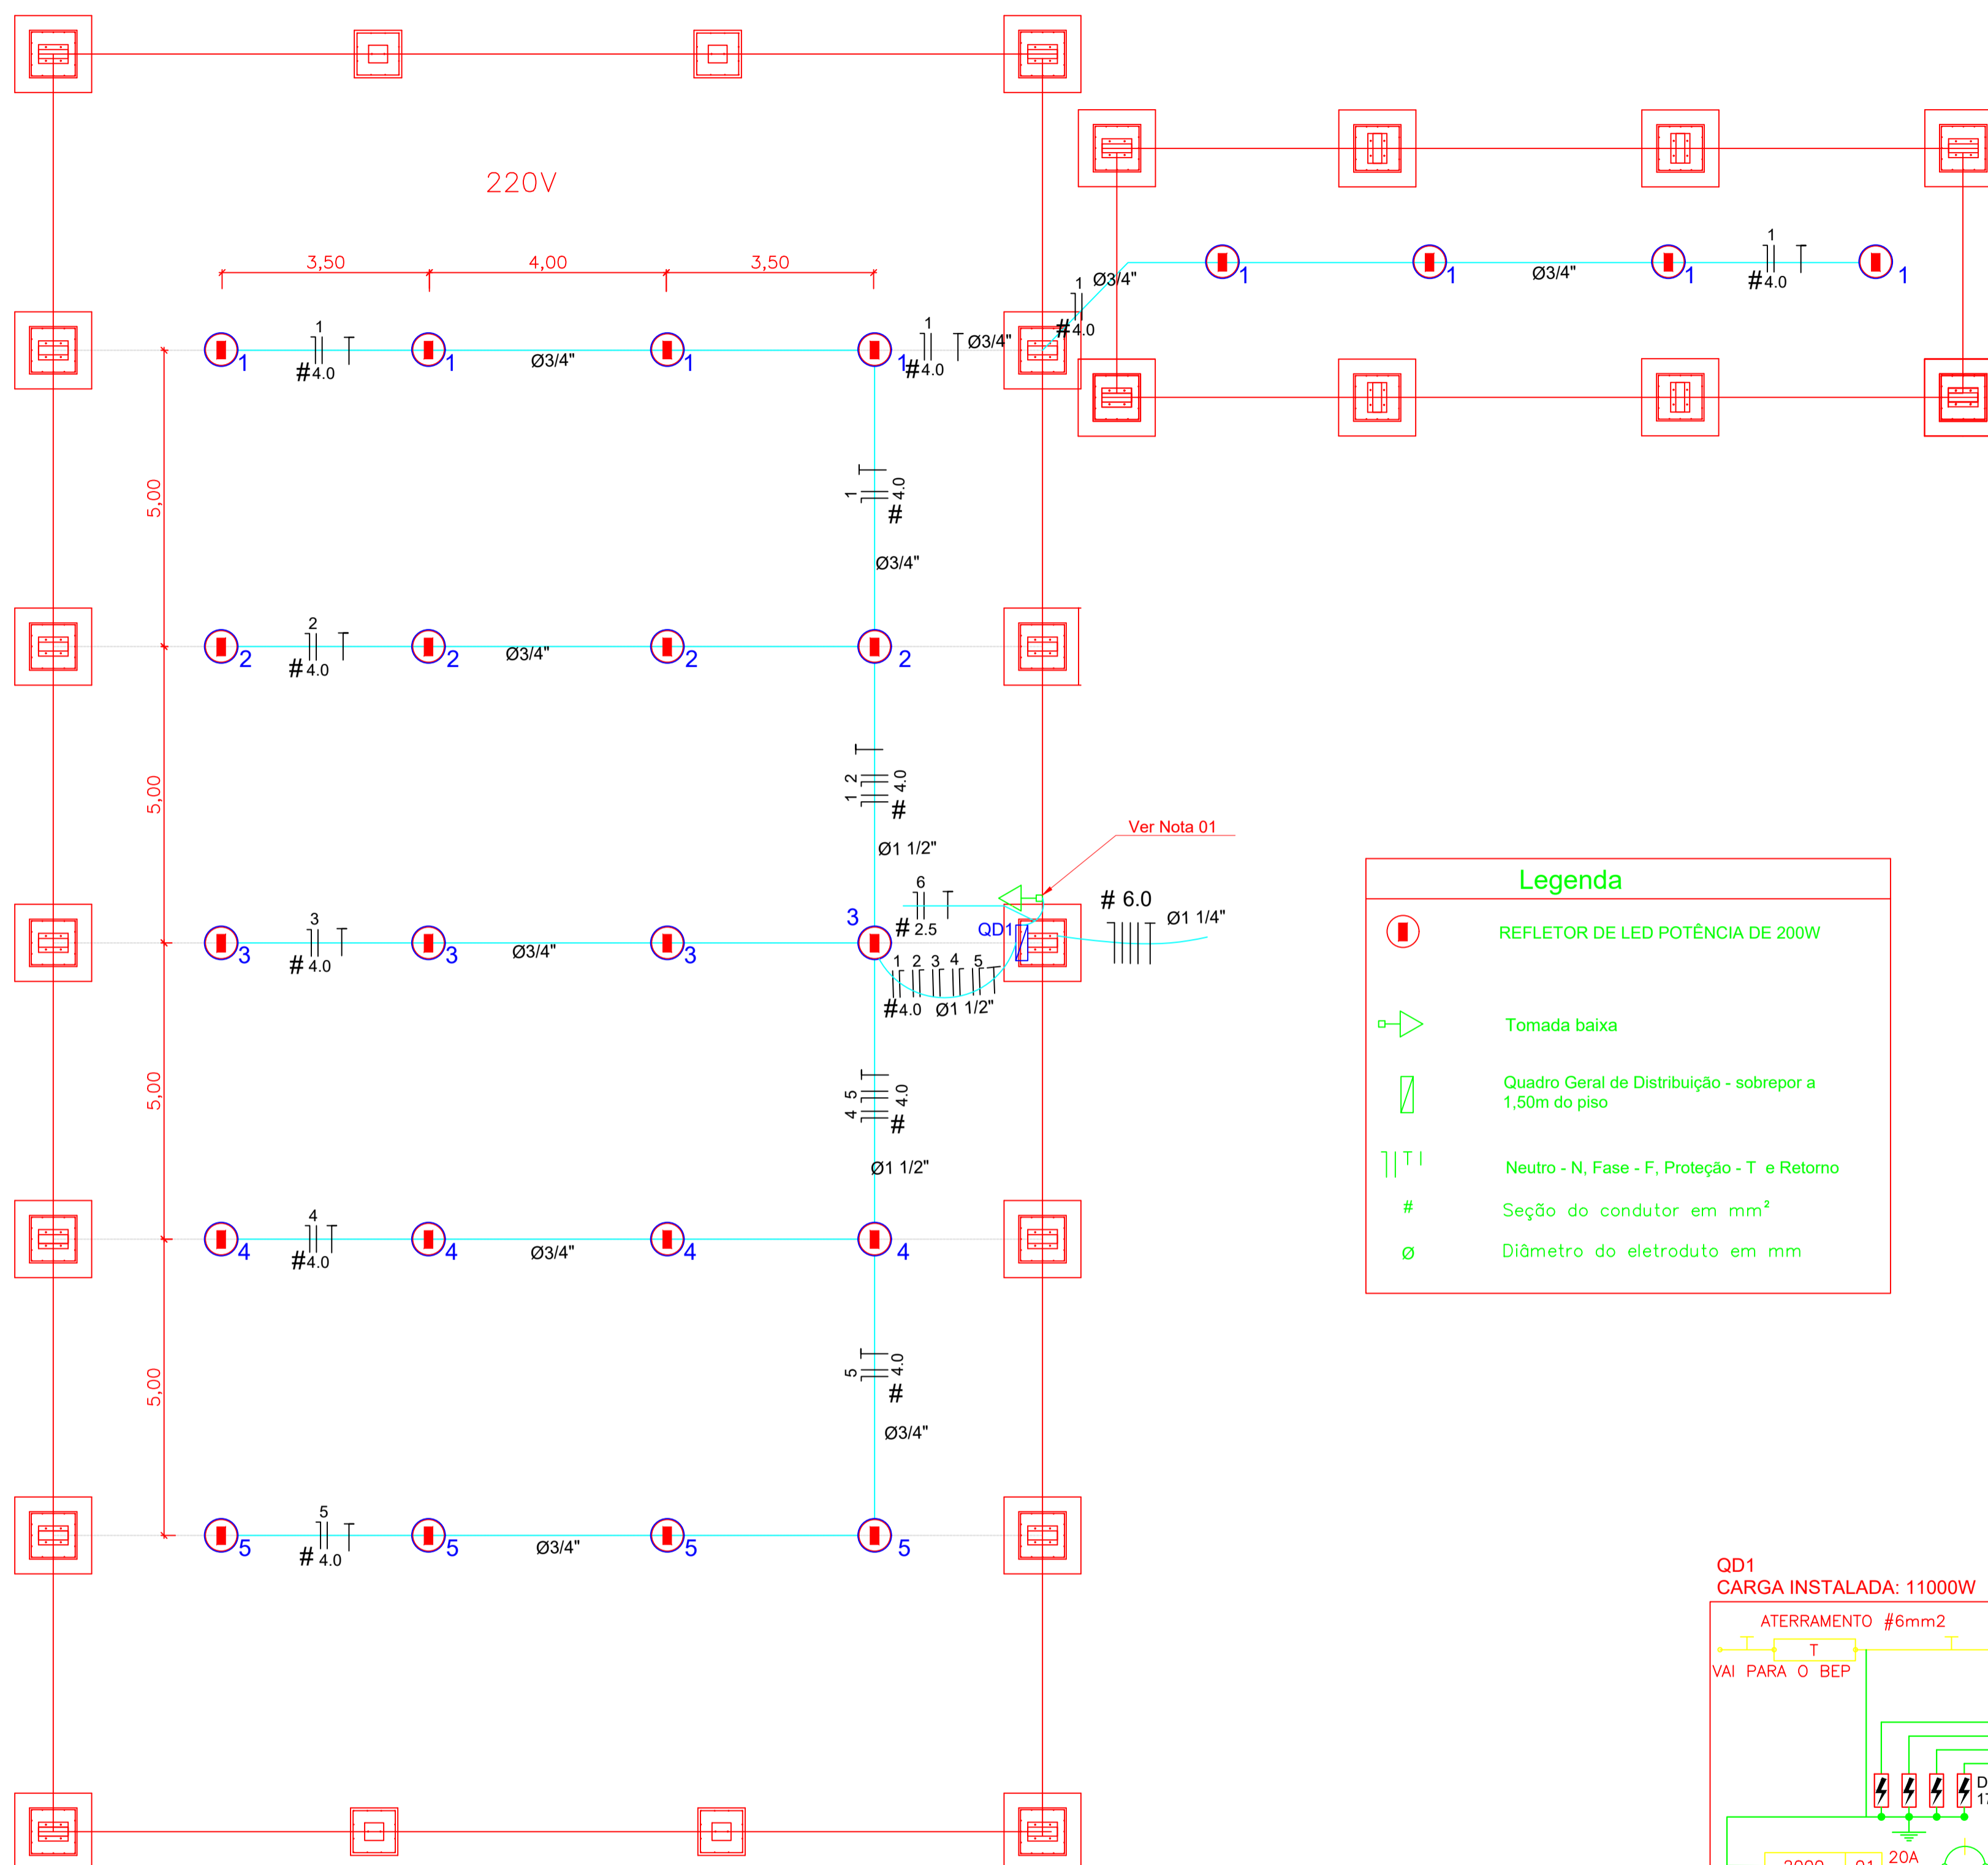 220V
3,50 4,00 3,50
1
Ø3/4"
#4.0
1
Ø3/4"
#4.0
1 1 1 1
1
#4.0
Ø3/4"
1
#4.0
Ø3/4"
1 1 1 1
5,00
1
#4.0
Ø3/4"
2
#4.0
Ø3/4"
2 2 2 2
5,00
1 2
#4.0
Ø1 1/2"
Ver Nota 01
6
# 2.5
QD1
# 6.0
Ø1 1/4"
3
#4.0
Ø3/4"
3 3 3 3
1 2 3 4 5
#4.0 Ø1 1/2"
5,00
4 5
#4.0
Ø1 1/2"
4
#4.0
Ø3/4"
4 4 4 4
5,00
5
#4.0
Ø3/4"
5
#4.0
Ø3/4"
5 5 5 5
Legenda
REFLETOR DE LED POTÊNCIA DE 200W
Tomada baixa
Quadro Geral de Distribuição - sobrepor a
1,50m do piso
Neutro - N, Fase - F, Proteção - T e Retorno
# Seção do condutor em mm²
Ø Diâmetro do eletroduto em mm
QD1
CARGA INSTALADA: 11000W
ATERRAMENTO #6mm2
T
VAI PARA O BEP
20A